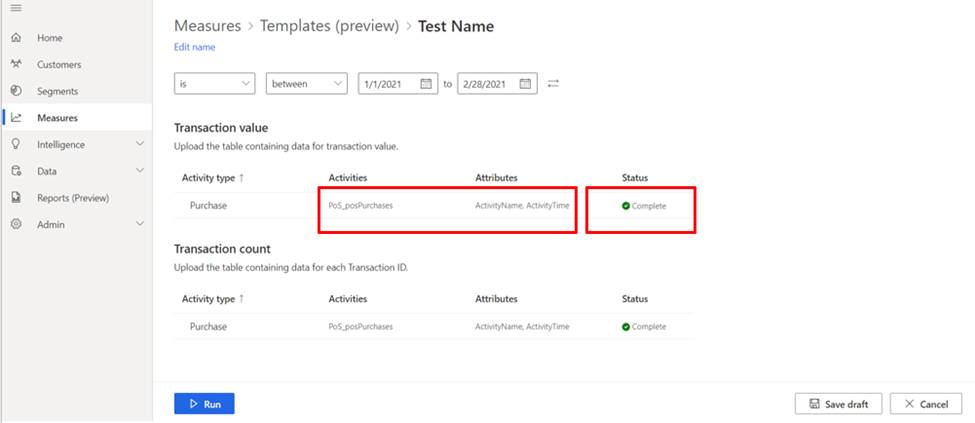 Measures > Templates (preview) > Test Name
Edit name
Home
Customers
Segments
Measures
Intelligence
Data
Reports (Preview)
Admin
is between 1/1/2021 to 2/28/2021
Transaction value
Upload the table containing data for transaction value.
Activity type ↑ Activities Attributes Status
Purchase PoS_posPurchases ActivityName, ActivityTime Complete
Transaction count
Upload the table containing data for each Transaction ID.
Activity type ↑ Activities Attributes Status
Purchase PoS_posPurchases ActivityName, ActivityTime Complete
Run Save draft Cancel